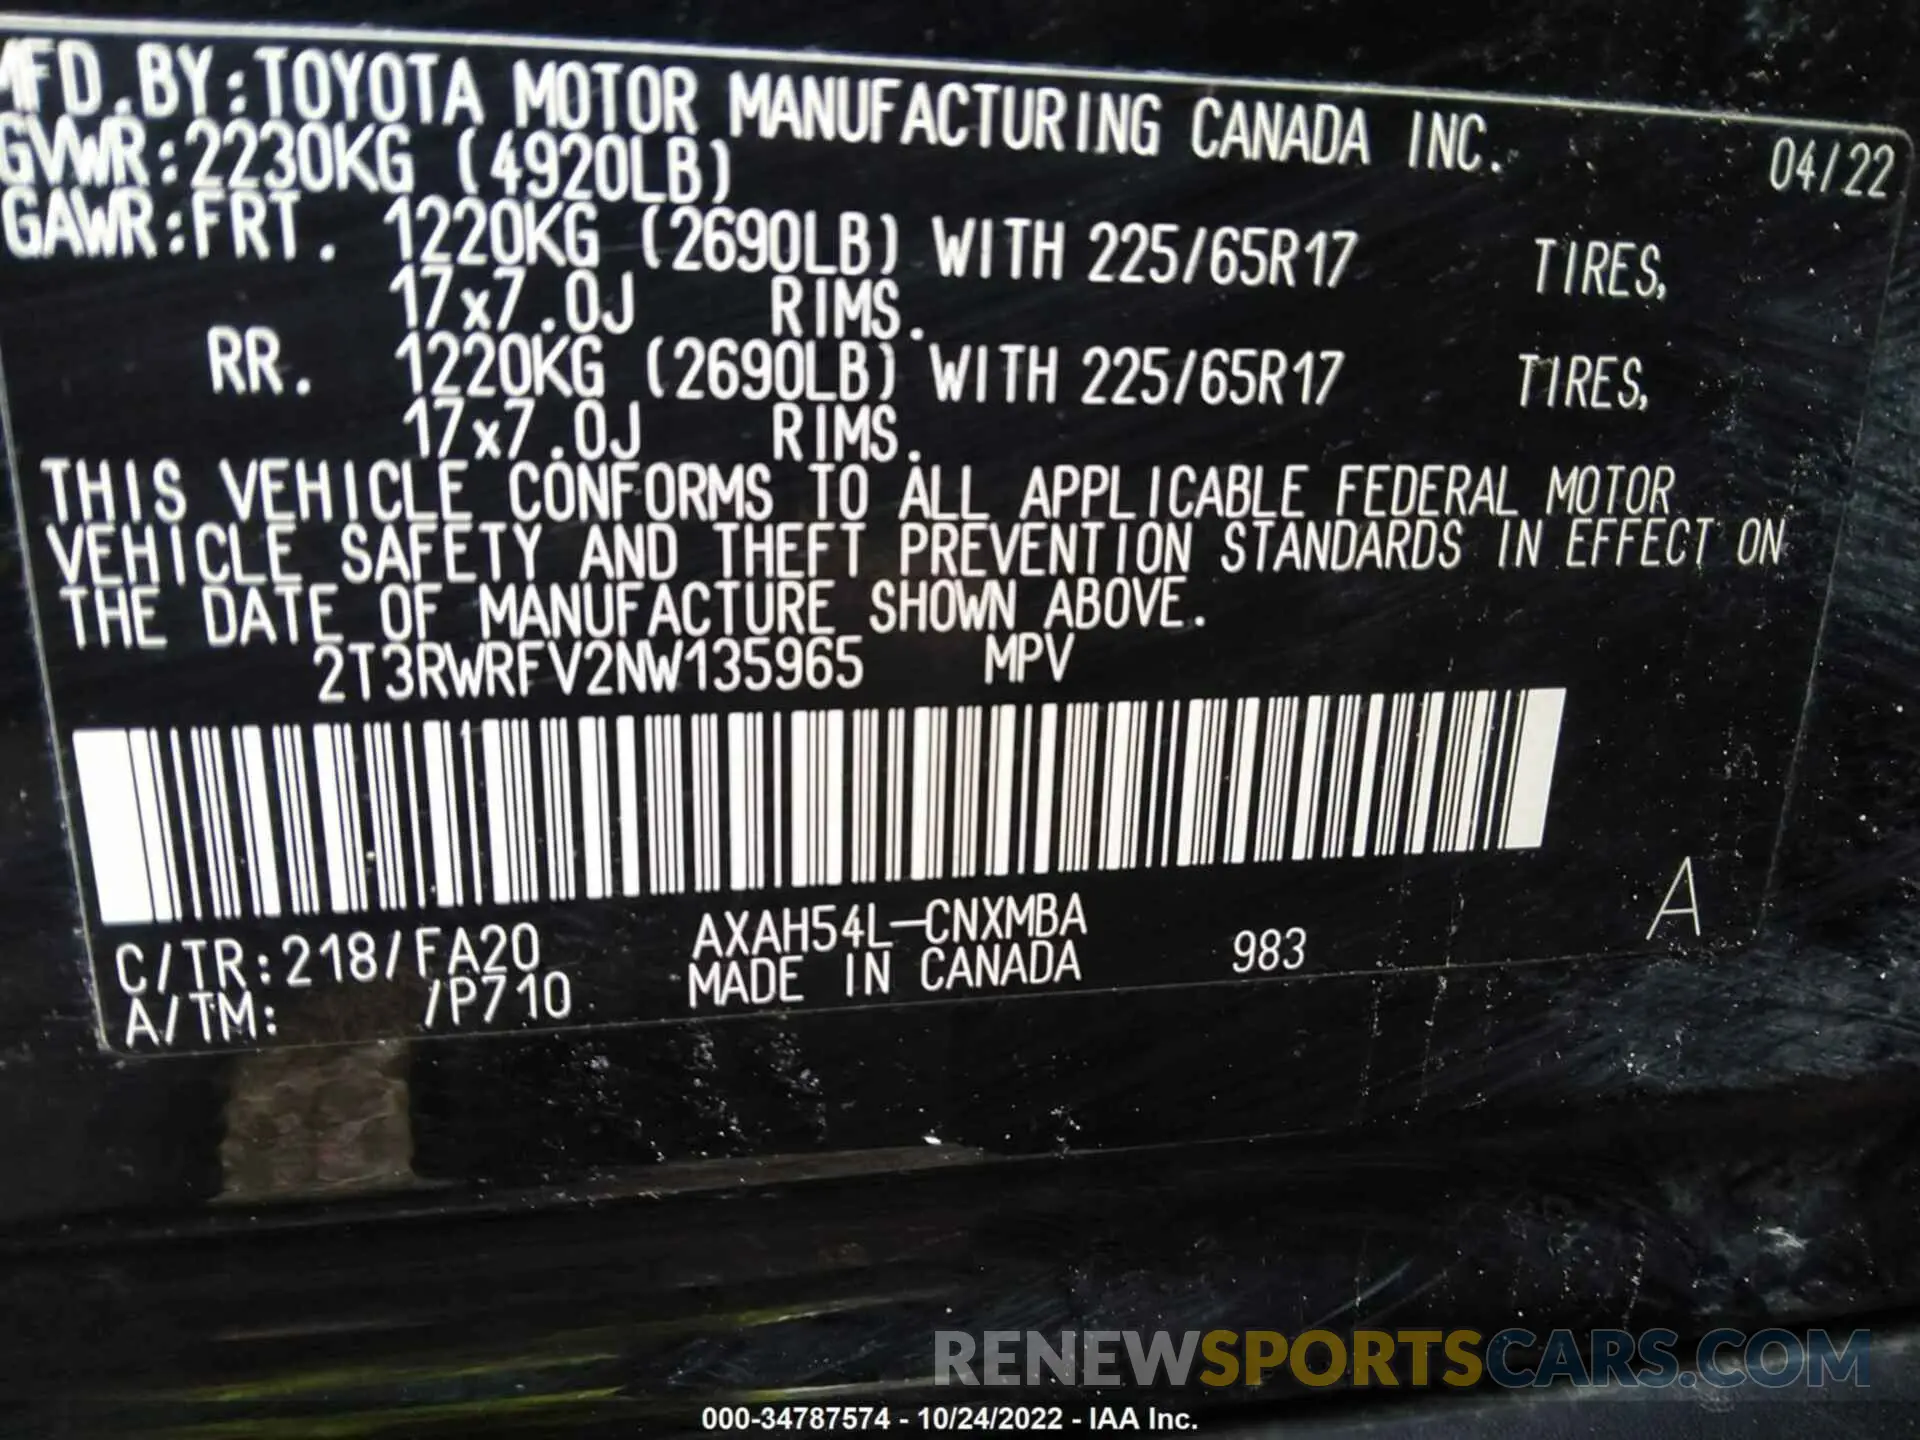 MFD.BY:TOYOTA MOTOR MANUFACTURING CANADA INC. 04/22
GVWR:2230KG (4920LB)
GAWR:FRT. 1220KG (2690LB) WITH 225/65R17 TIRES,
17x7.0J RIMS.
RR. 1220KG (2690LB) WITH 225/65R17 TIRES,
17x7.0J RIMS.
THIS VEHICLE CONFORMS TO ALL APPLICABLE FEDERAL MOTOR
VEHICLE SAFETY AND THEFT PREVENTION STANDARDS IN EFFECT ON
THE DATE OF MANUFACTURE SHOWN ABOVE.
2T3RWRFV2NW135965 MPV
C/TR:218/FA20 AXAH54L-CNXMBA 983 A
A/TM: /P710 MADE IN CANADA
RENEWSPORTSCARS.COM
000-34787574 - 10/24/2022 - IAA Inc.